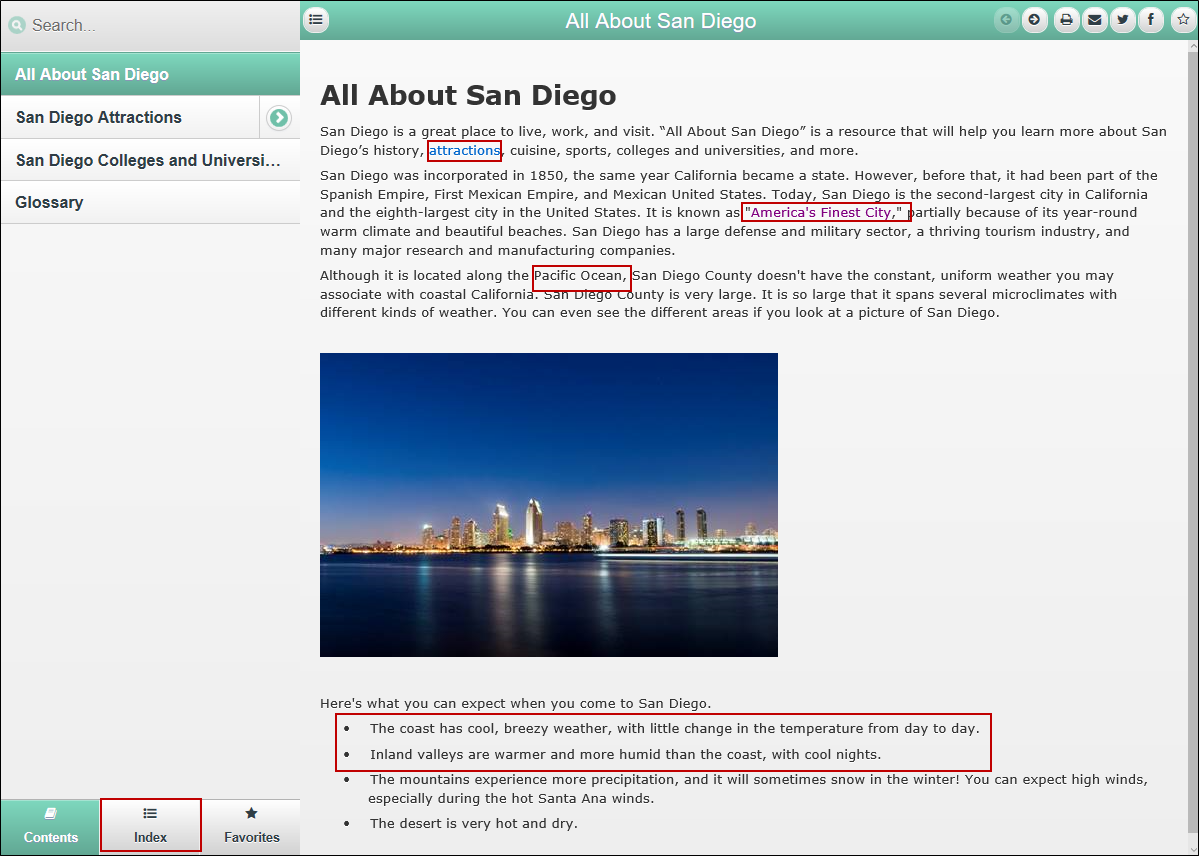 Search...
All About San Diego
San Diego Attractions
San Diego Colleges and Universi...
Glossary
Contents
Index
Favorites
All About San Diego
All About San Diego
San Diego is a great place to live, work, and visit. “All About San Diego” is a resource that will help you learn more about San
Diego’s history, attractions, cuisine, sports, colleges and universities, and more.
San Diego was incorporated in 1850, the same year California became a state. However, before that, it had been part of the
Spanish Empire, First Mexican Empire, and Mexican United States. Today, San Diego is the second-largest city in California
and the eighth-largest city in the United States. It is known as "America's Finest City," partially because of its year-round
warm climate and beautiful beaches. San Diego has a large defense and military sector, a thriving tourism industry, and
many major research and manufacturing companies.
Although it is located along the Pacific Ocean, San Diego County doesn't have the constant, uniform weather you may
associate with coastal California. San Diego County is very large. It is so large that it spans several microclimates with
different kinds of weather. You can even see the different areas if you look at a picture of San Diego.
Here's what you can expect when you come to San Diego.
• The coast has cool, breezy weather, with little change in the temperature from day to day.
• Inland valleys are warmer and more humid than the coast, with cool nights.
• The mountains experience more precipitation, and it will sometimes snow in the winter! You can expect high winds,
especially during the hot Santa Ana winds.
• The desert is very hot and dry.